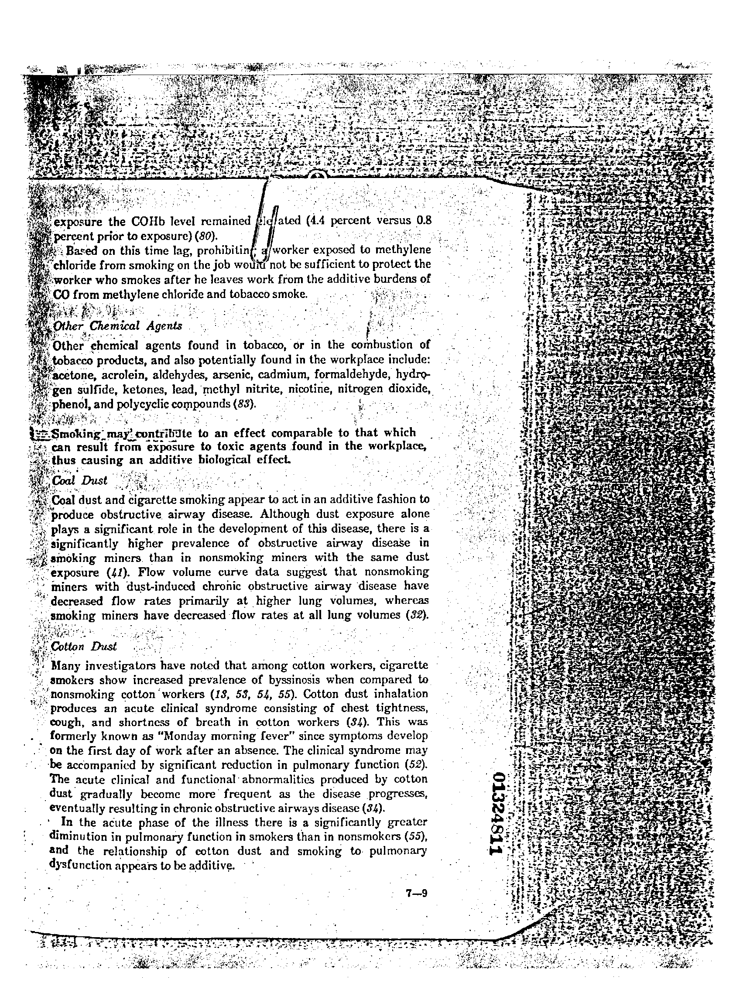 exposure the COHb level remained elevated (4.4 percent versus 0.8
percent prior to exposure) (80).
Based on this time lag, prohibiting a worker exposed to methylene
chloride from smoking on the job would not be sufficient to protect the
worker who smokes after he leaves work from the additive burdens of
CO from methylene chloride and tobacco smoke.
Other Chemical Agents
Other chemical agents found in tobacco, or in the combustion of
tobacco products, and also potentially found in the workplace include:
acetone, acrolein, aldehydes, arsenic, cadmium, formaldehyde, hydro-
gen sulfide, ketones, lead, methyl nitrite, nicotine, nitrogen dioxide,
phenol, and polycyclic compounds (83).
Smoking may contribute to an effect comparable to that which
can result from exposure to toxic agents found in the workplace,
thus causing an additive biological effect.
Coal Dust
Coal dust and cigarette smoking appear to act in an additive fashion to
produce obstructive airway disease. Although dust exposure alone
plays a significant role in the development of this disease, there is a
significantly higher prevalence of obstructive airway disease in
smoking miners than in nonsmoking miners with the same dust
exposure (41). Flow volume curve data suggest that nonsmoking
miners with dust-induced chronic obstructive airway disease have
decreased flow rates primarily at higher lung volumes, whereas
smoking miners have decreased flow rates at all lung volumes (32).
Cotton Dust
Many investigators have noted that among cotton workers, cigarette
smokers show increased prevalence of byssinosis when compared to
nonsmoking cotton workers (13, 53, 54, 55). Cotton dust inhalation
produces an acute clinical syndrome consisting of chest tightness,
cough, and shortness of breath in cotton workers (34). This was
formerly known as "Monday morning fever" since symptoms develop
on the first day of work after an absence. The clinical syndrome may
be accompanied by significant reduction in pulmonary function (52).
The acute clinical and functional abnormalities produced by cotton
dust gradually become more frequent as the disease progresses,
eventually resulting in chronic obstructive airways disease (34).
In the acute phase of the illness there is a significantly greater
diminution in pulmonary function in smokers than in nonsmokers (55),
and the relationship of cotton dust and smoking to pulmonary
dysfunction appears to be additive.
7—9
01324811